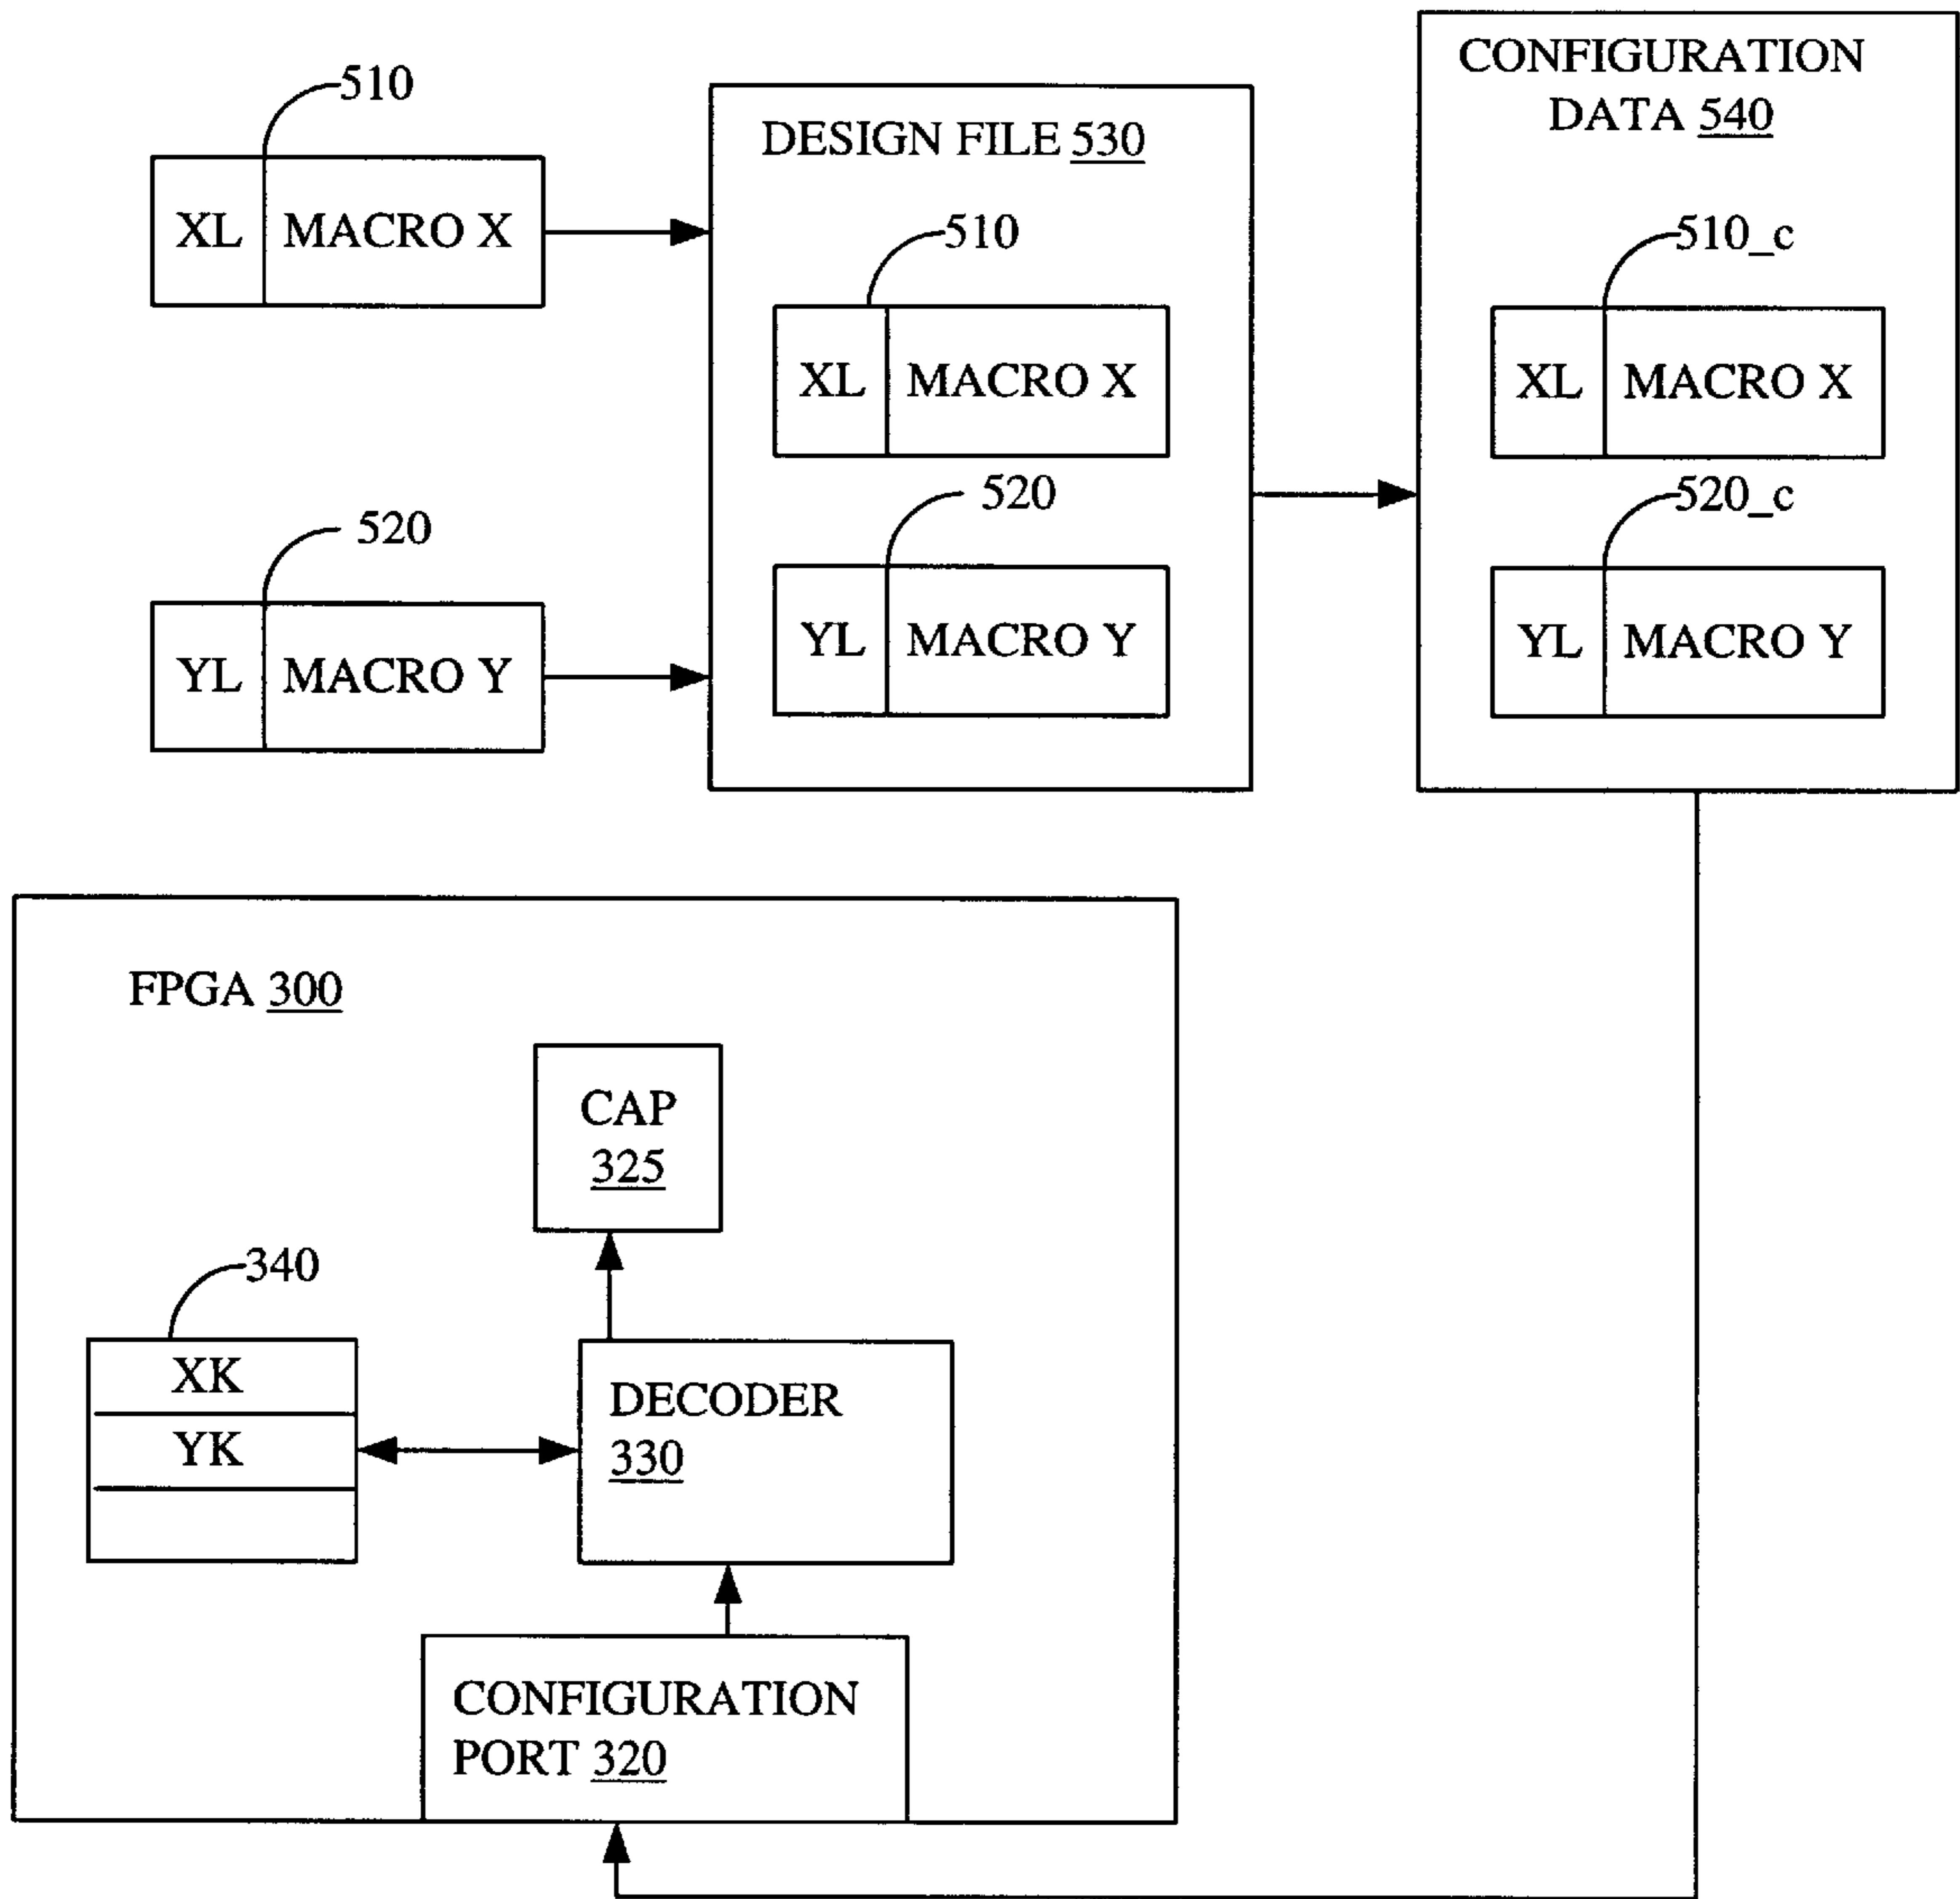 510
XL MACRO X
520
YL MACRO Y
DESIGN FILE 530
510
XL MACRO X
520
YL MACRO Y
CONFIGURATION
DATA 540
510_c
XL MACRO X
520_c
YL MACRO Y
FPGA 300
CAP
325
340
XK
YK
DECODER
330
CONFIGURATION
PORT 320